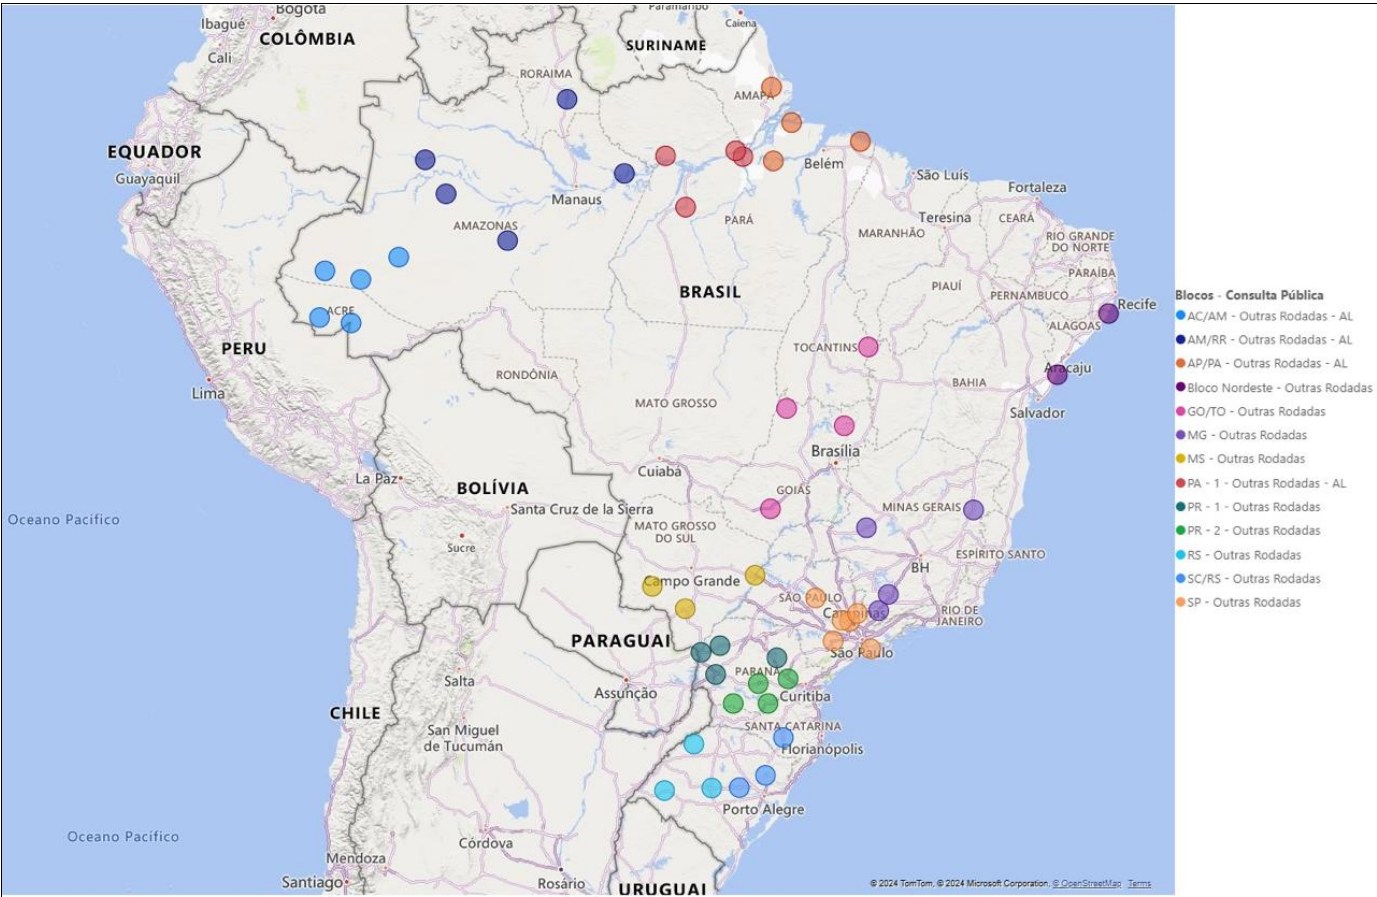 Bogotá
Paramaribo
Ibagué
Caiena
COLÔMBIA
SURINAME
Cali
RORAIMA
AMAPÁ
EQUADOR
Belém
Guayaquil
São Luís
Fortaleza
Manaus
Teresina
CEARÁ
PARÁ
AMAZONAS
MARANHÃO
RIO GRANDE
DO NORTE
PARAÍBA
PIAUÍ
BRASIL
PERNAMBUCO
Recife
ACRE
ALAGOAS
PERU
TOCANTINS
Aracaju
RONDÔNIA
BAHIA
Lima
MATO GROSSO
Salvador
Brasília
Cuiabá
La Paz
BOLÍVIA
GOIÁS
Santa Cruz de la Sierra
MINAS GERAIS
Oceano Pacífico
MATO GROSSO
DO SUL
Sucre
ESPÍRITO SANTO
BH
Campo Grande
SÃO PAULO
Campinas
RIO DE
JANEIRO
PARAGUAI
São Paulo
PARANÁ
Salta
Assunção
Curitiba
CHILE
SANTA CATARINA
San Miguel
de Tucumán
Florianópolis
Porto Alegre
Oceano Pacífico
Córdova
Mendoza
Santiago
Rosário
URUGUAI
© 2024 TomTom, © 2024 Microsoft Corporation, © OpenStreetMap Terms
Blocos - Consulta Pública
AC/AM - Outras Rodadas - AL
AM/RR - Outras Rodadas - AL
AP/PA - Outras Rodadas - AL
Bloco Nordeste - Outras Rodadas
GO/TO - Outras Rodadas
MG - Outras Rodadas
MS - Outras Rodadas
PA - 1 - Outras Rodadas - AL
PR - 1 - Outras Rodadas
PR - 2 - Outras Rodadas
RS - Outras Rodadas
SC/RS - Outras Rodadas
SP - Outras Rodadas